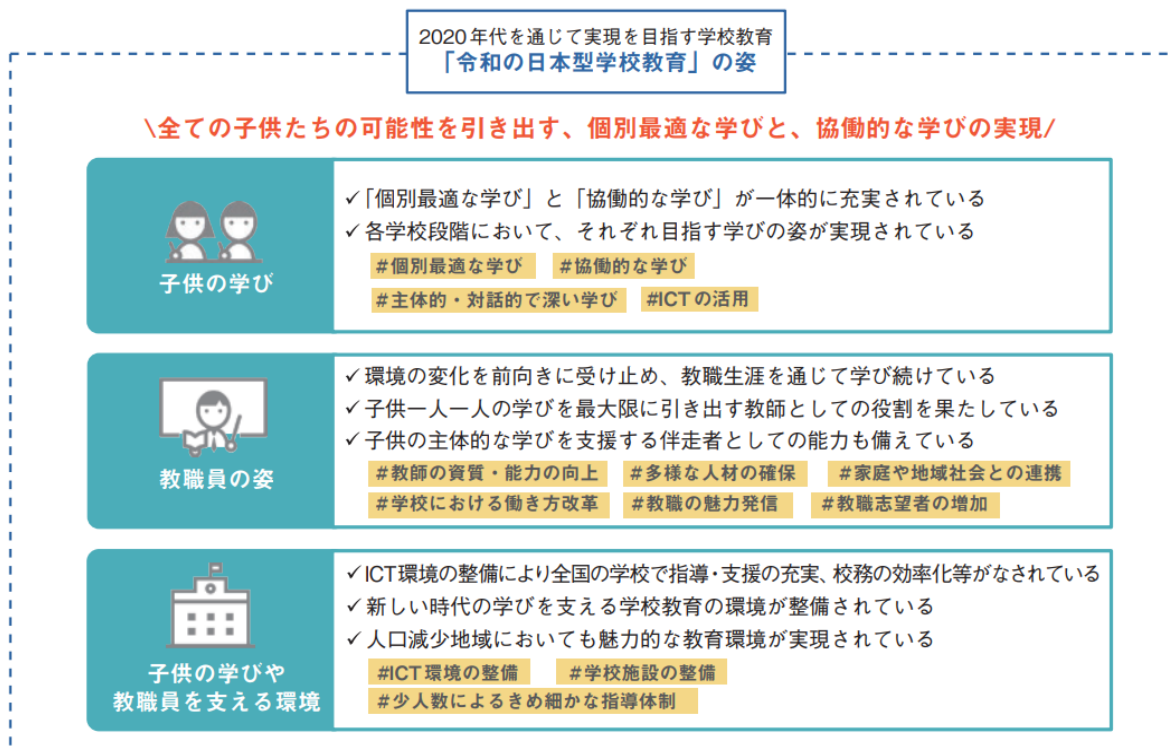 2020年代を通じて実現を目指す学校教育
「令和の日本型学校教育」の姿
\全ての子供たちの可能性を引き出す、個別最適な学びと、協働的な学びの実現/
子供の学び
✓「個別最適な学び」と「協働的な学び」が一体的に充実されている
✓各学校段階において、それぞれ目指す学びの姿が実現されている
#個別最適な学び #協働的な学び
#主体的・対話的で深い学び #ICTの活用
教職員の姿
✓環境の変化を前向きに受け止め、教職生涯を通じて学び続けている
✓子供一人一人の学びを最大限に引き出す教師としての役割を果たしている
✓子供の主体的な学びを支援する伴走者としての能力も備えている
#教師の資質・能力の向上 #多様な人材の確保 #家庭や地域社会との連携
#学校における働き方改革 #教職の魅力発信 #教職志望者の増加
子供の学びや
教職員を支える環境
✓ICT環境の整備により全国の学校で指導・支援の充実、校務の効率化等がなされている
✓新しい時代の学びを支える学校教育の環境が整備されている
✓人口減少地域においても魅力的な教育環境が実現されている
#ICT環境の整備 #学校施設の整備
#少人数によるきめ細かな指導体制